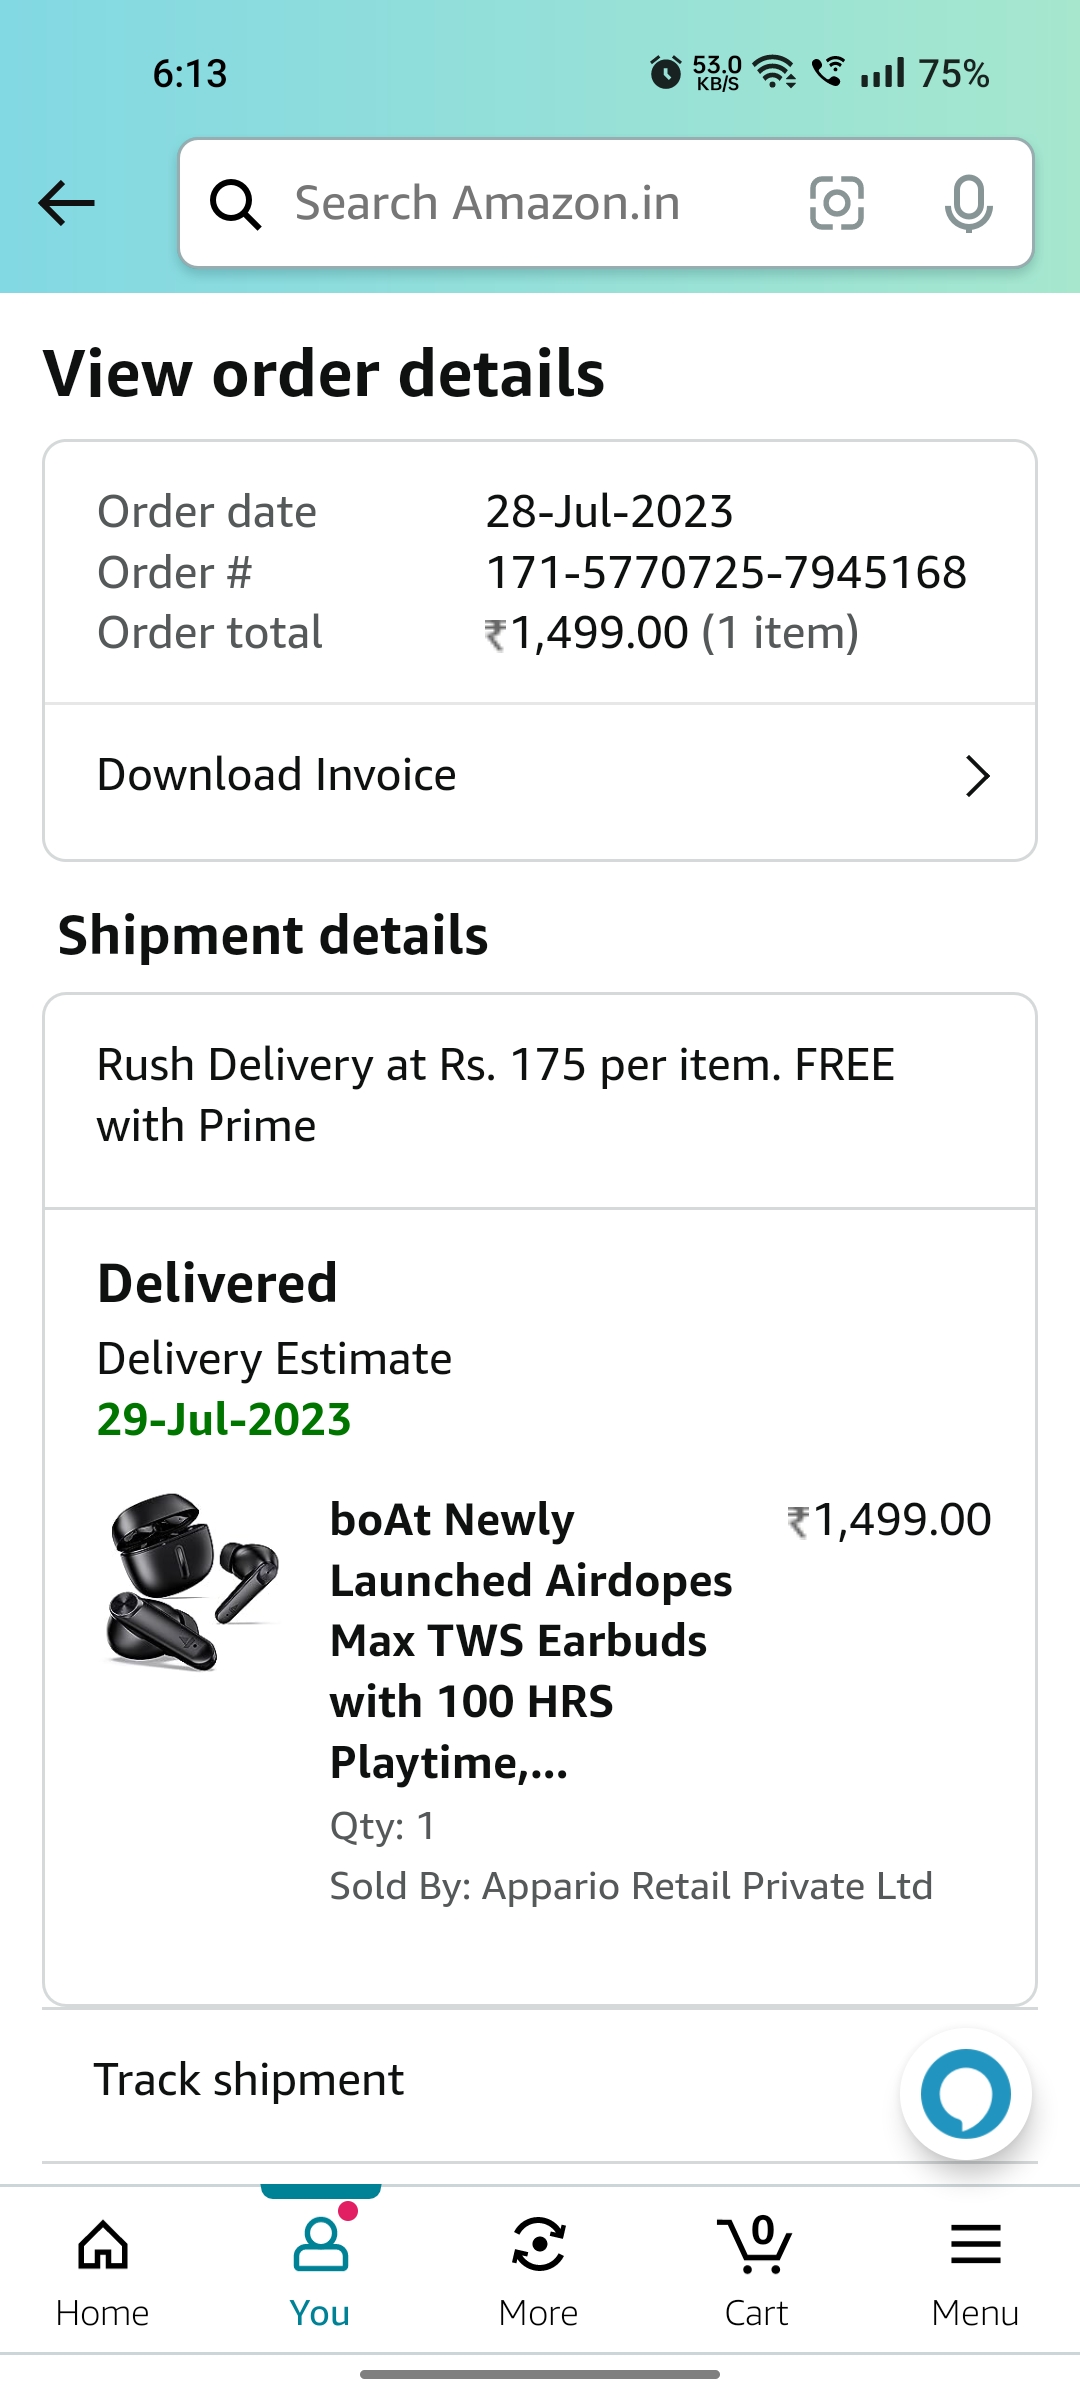 6:13
53.0
KB/S
75%
Search Amazon.in
View order details
Order date 28-Jul-2023
Order # 171-5770725-7945168
Order total ₹1,499.00 (1 item)
Download Invoice
Shipment details
Rush Delivery at Rs. 175 per item. FREE
with Prime
Delivered
Delivery Estimate
29-Jul-2023
boAt Newly ₹1,499.00
Launched Airdopes
Max TWS Earbuds
with 100 HRS
Playtime,...
Qty: 1
Sold By: Appario Retail Private Ltd
Track shipment
0
Home You More Cart Menu